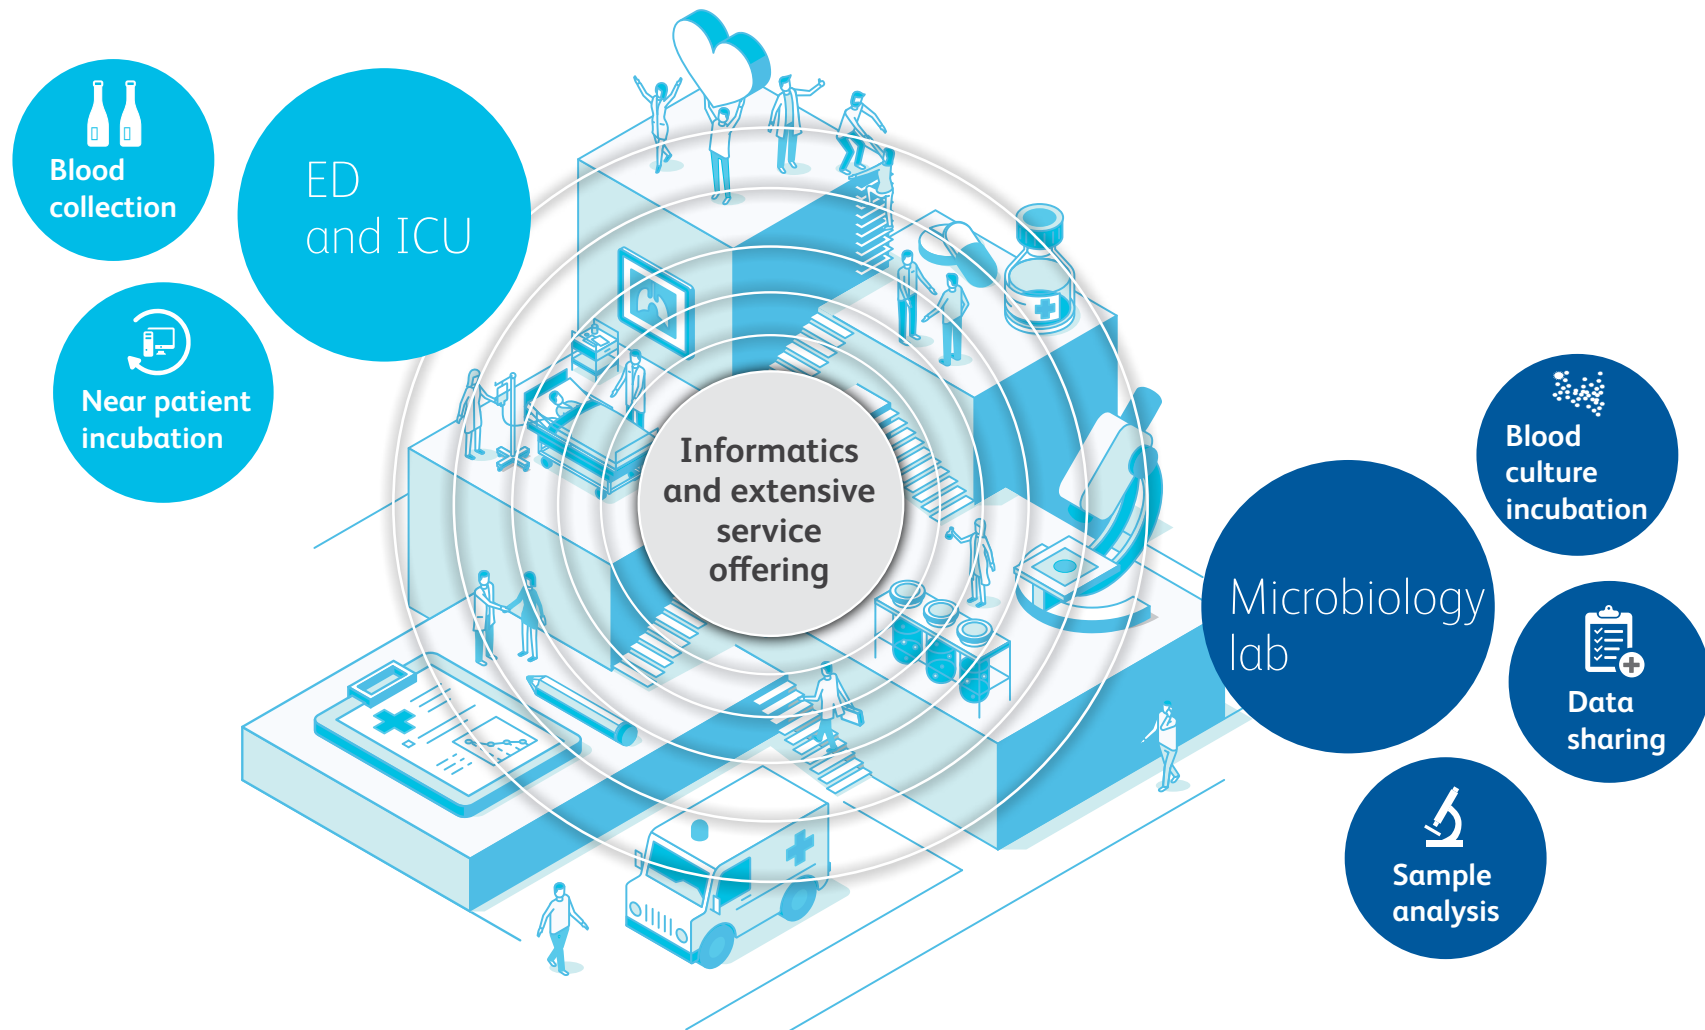 Blood
collection
ED
and ICU
Near patient
incubation
Informatics
and extensive
service
offering
Blood
culture
incubation
Microbiology
lab
Data
sharing
Sample
analysis